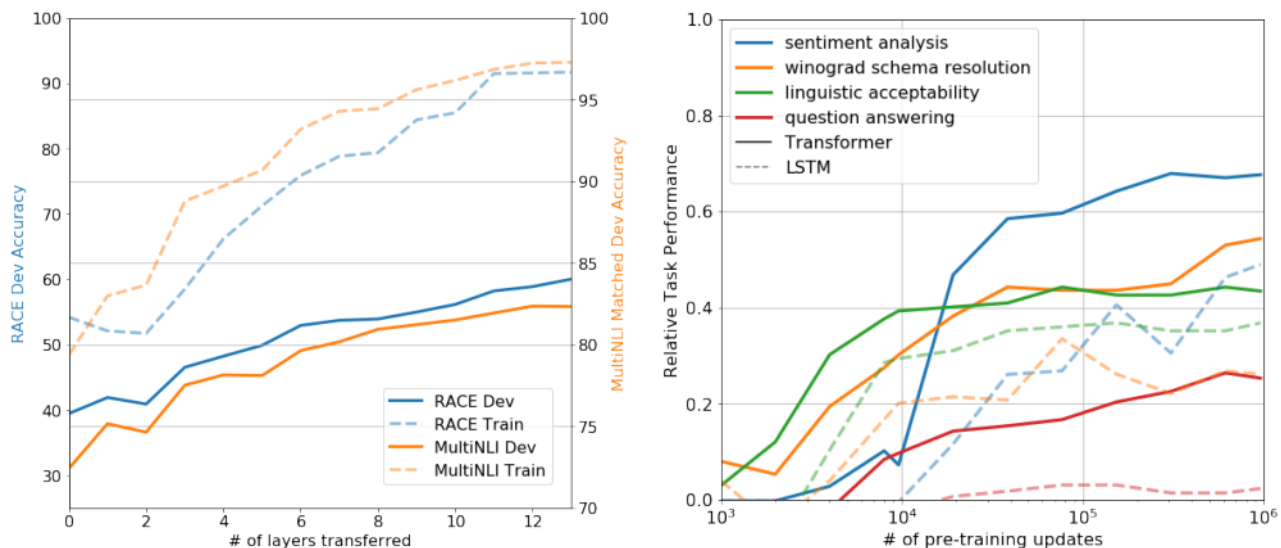 100
90
80
70
60
50
40
30
RACE Dev Accuracy
100
95
90
85
80
75
70
MultiNLI Matched Dev Accuracy
RACE Dev
RACE Train
MultiNLI Dev
MultiNLI Train
0 2 4 6 8 10 12
# of layers transferred
1.0
0.8
0.6
0.4
0.2
0.0
Relative Task Performance
sentiment analysis
winograd schema resolution
linguistic acceptability
question answering
Transformer
LSTM
10³ 10⁴ 10⁵ 10⁶
# of pre-training updates